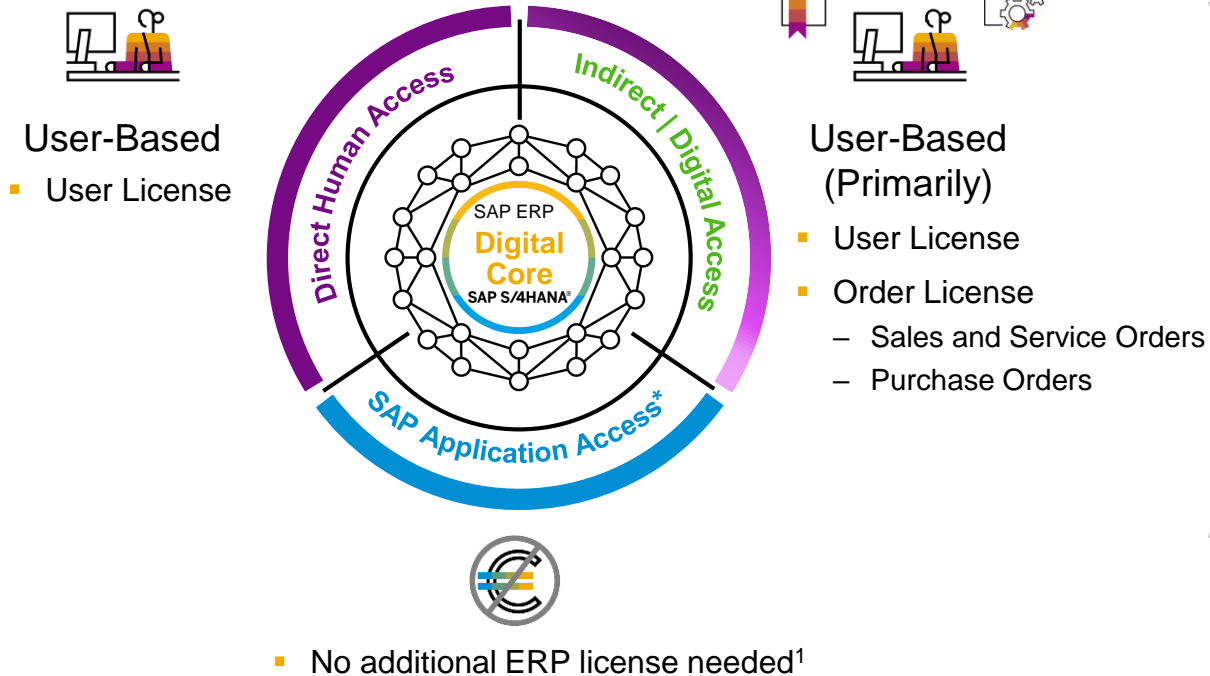 User-Based
▪ User License
Direct Human Access
Indirect | Digital Access
SAP Application Access*
SAP ERP
Digital
Core
SAP S/4HANA®
User-Based
(Primarily)
▪ User License
▪ Order License
– Sales and Service Orders
– Purchase Orders
▪ No additional ERP license needed¹